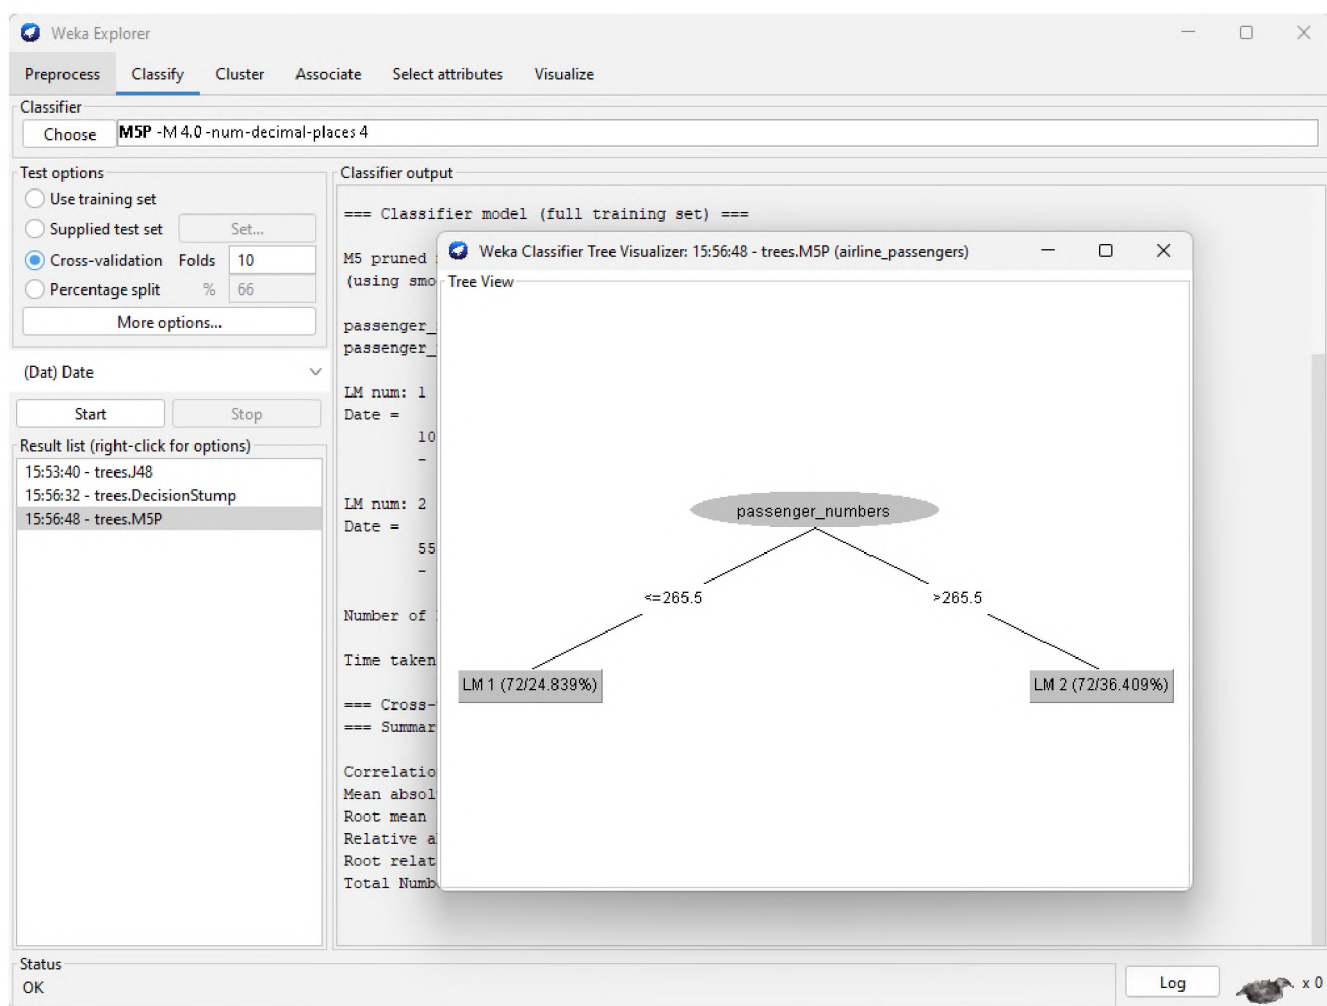 Weka Explorer
Preprocess Classify Cluster Associate Select attributes Visualize
Classifier
Choose M5P -M 4.0 -num-decimal-places 4
Test options
Use training set
Supplied test set Set...
Cross-validation Folds 10
Percentage split % 66
More options...
(Dat) Date
Start Stop
Result list (right-click for options)
15:53:40 - trees.J48
15:56:32 - trees.DecisionStump
15:56:48 - trees.M5P
Classifier output
=== Classifier model (full training set) ===
M5 pruned
(using smo
passenger_
passenger_
LM num: 1
Date =
10
-
LM num: 2
Date =
55
-
Number of
Time taken
=== Cross-
=== Summar
Correlatio
Mean absol
Root mean
Relative a
Root relat
Total Numb
Weka Classifier Tree Visualizer: 15:56:48 - trees.M5P (airline_passengers)
Tree View
passenger_numbers
<=265.5 >265.5
LM 1 (72/24.839%) LM 2 (72/36.409%)
Status
OK
Log x 0